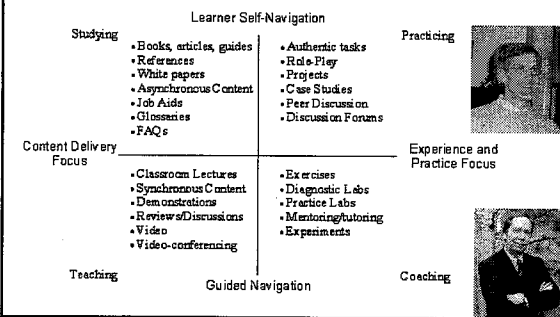 Learner Self-Navigation
Studying
Practicing
Books, articles, guides
References
White papers
Asynchronous Content
Job Aids
Glossaries
FAQs
Authentic tasks
Role-Play
Projects
Case Studies
Peer Discussion
Discussion Forums
Content Delivery
Focus
Experience and
Practice Focus
Classroom Lectures
Synchronous Content
Demonstrations
Reviews/Discussions
Video
Video-conferencing
Exercises
Diagnostic Labs
Practice Labs
Mentoring/tutoring
Experiments
Teaching
Coaching
Guided Navigation